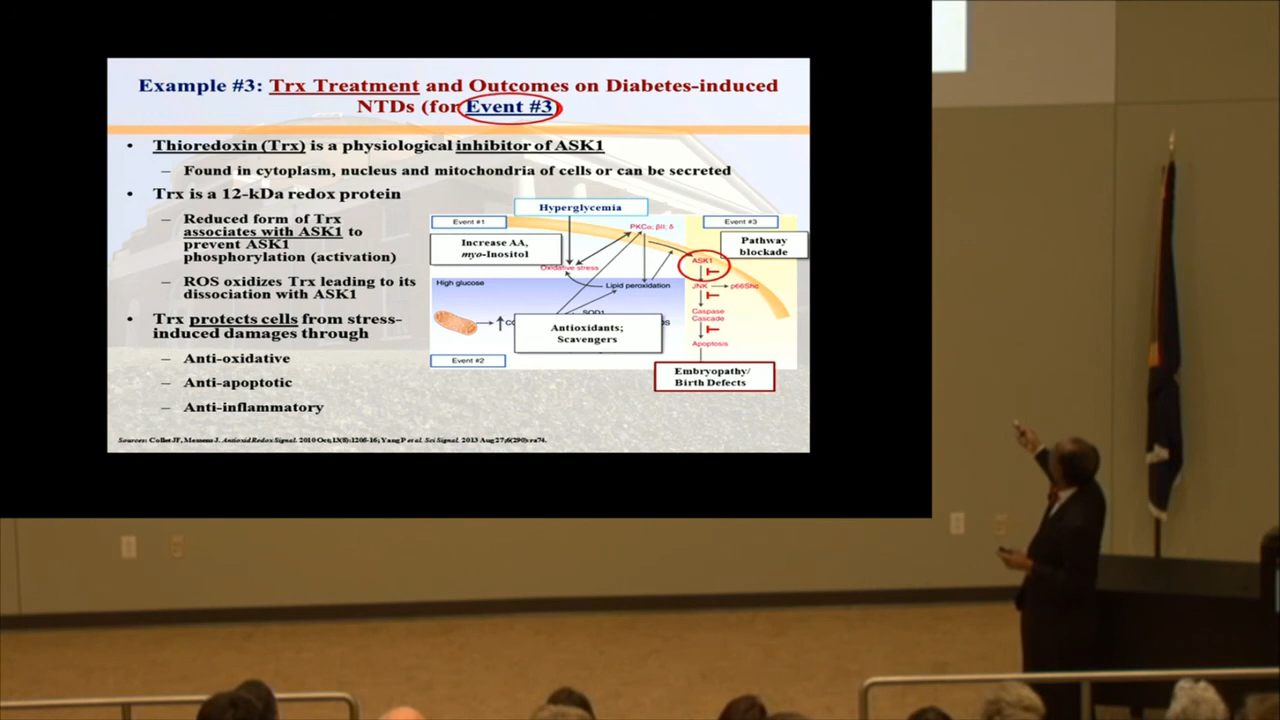 Example #3: Trx Treatment and Outcomes on Diabetes-induced
NTDs (for Event #3)
• Thioredoxin (Trx) is a physiological inhibitor of ASK1
– Found in cytoplasm, nucleus and mitochondria of cells or can be secreted
• Trx is a 12-kDa redox protein
– Reduced form of Trx
associates with ASK1 to
prevent ASK1
phosphorylation (activation)
– ROS oxidizes Trx leading to its
dissociation with ASK1
• Trx protects cells from stress-
induced damages through
– Anti-oxidative
– Anti-apoptotic
– Anti-inflammatory
Hyperglycemia
Event #1
PKCα; βII; δ
Event #3
Increase AA,
myo-Inositol
Pathway
blockade
Oxidative stress
ASK1
High glucose
Lipid peroxidation
JNK
p66Shc
SOD1
Caspase
Cascade
Antioxidants;
Scavengers
Apoptosis
Event #2
Embryopathy/
Birth Defects
Sources: Collet JF, Messens J. Antioxid Redox Signal. 2010 Oct;13(8):1205-16; Yang P et al. Sci Signal. 2013 Aug 27;6(290):ra74.